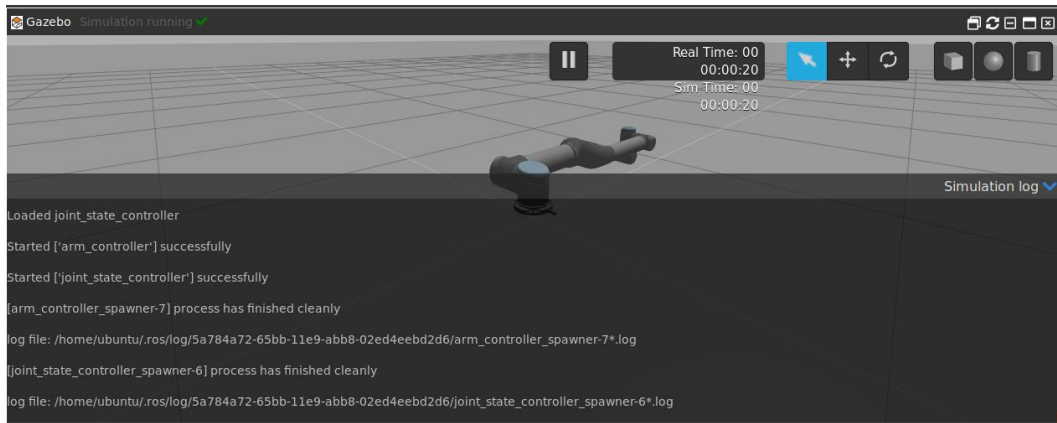 Gazebo Simulation running
Real Time: 00
00:00:20
Sim Time: 00
00:00:20
Simulation log
Loaded joint_state_controller
Started ['arm_controller'] successfully
Started ['joint_state_controller'] successfully
[arm_controller_spawner-7] process has finished cleanly
log file: /home/ubuntu/.ros/log/5a784a72-65bb-11e9-abb8-02ed4eebd2d6/arm_controller_spawner-7*.log
[joint_state_controller_spawner-6] process has finished cleanly
log file: /home/ubuntu/.ros/log/5a784a72-65bb-11e9-abb8-02ed4eebd2d6/joint_state_controller_spawner-6*.log